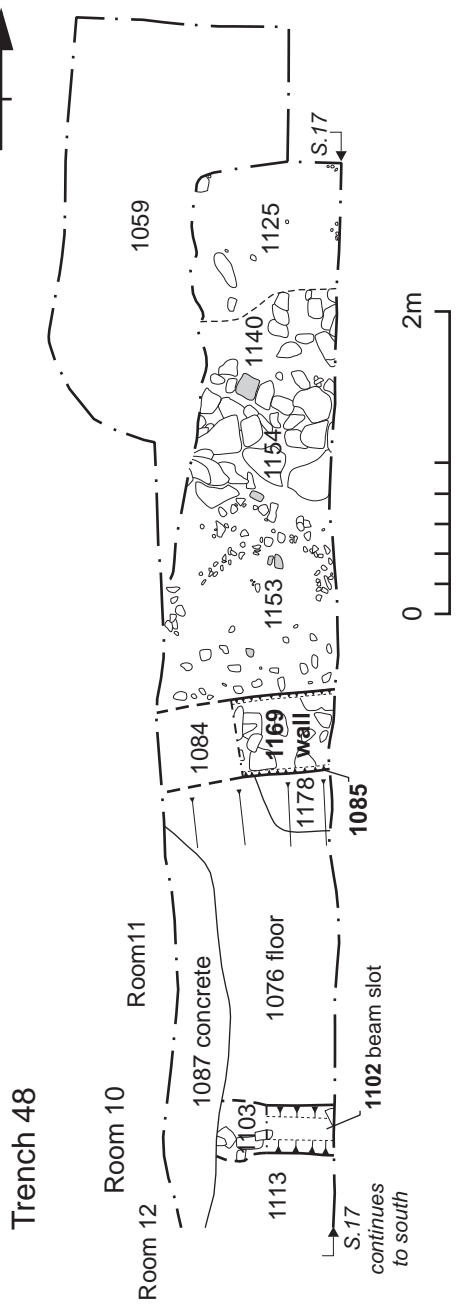 Trench 48
Room 12
Room 10
Room11
1059
1087 concrete
1084
1125
1140
1154
1153
1169
wall
1178
1085
1076 floor
1103
1113
1102 beam slot
S.17
continues
to south
S.17
0
2m